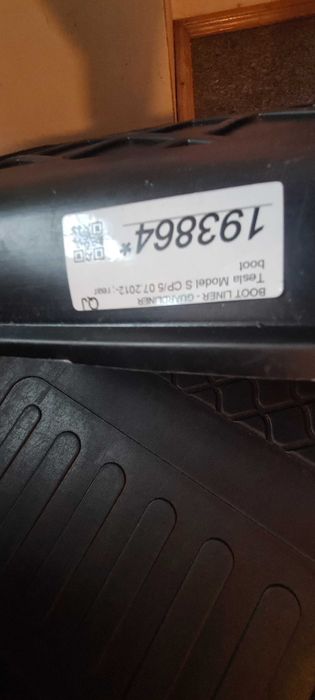 BOOT LINER - GUARDLINER
Tesla Model S CP/5 07.2012-; rear
boot
193864*